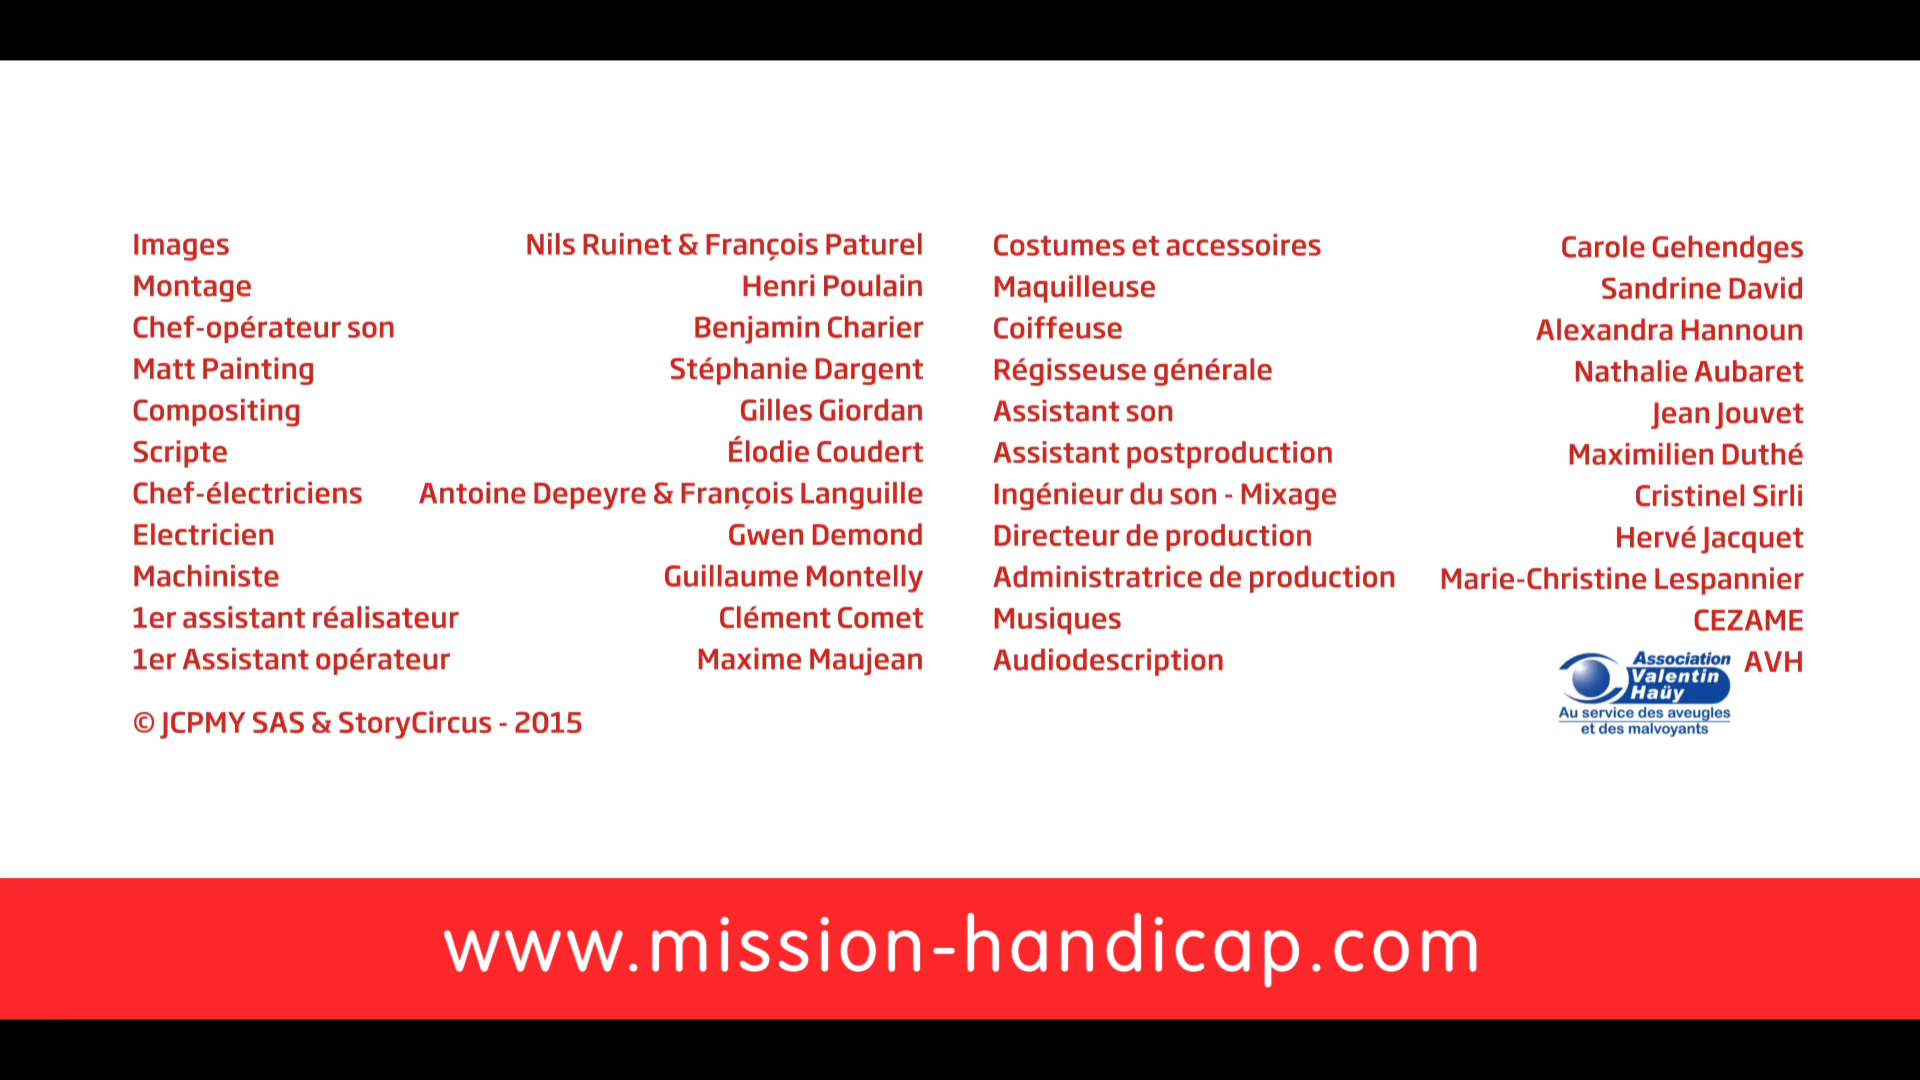 Images Nils Ruinet & François Paturel
Montage Henri Poulain
Chef-opérateur son Benjamin Charier
Matt Painting Stéphanie Dargent
Compositing Gilles Giordan
Scripte Élodie Coudert
Chef-électriciens Antoine Depeyre & François Languille
Electricien Gwen Demond
Machiniste Guillaume Montelly
1er assistant réalisateur Clément Comet
1er Assistant opérateur Maxime Maujean
© JCPMY SAS & StoryCircus - 2015
Costumes et accessoires Carole Gehendges
Maquilleuse Sandrine David
Coiffeuse Alexandra Hannoun
Régisseuse générale Nathalie Aubaret
Assistant son Jean Jouvet
Assistant postproduction Maximilien Duthé
Ingénieur du son - Mixage Cristinel Sirli
Directeur de production Hervé Jacquet
Administratrice de production Marie-Christine Lespannier
Musiques CEZAME
Audiodescription AVH
Association
Valentin
Haüy
Au service des aveugles
et des malvoyants
www.mission-handicap.com